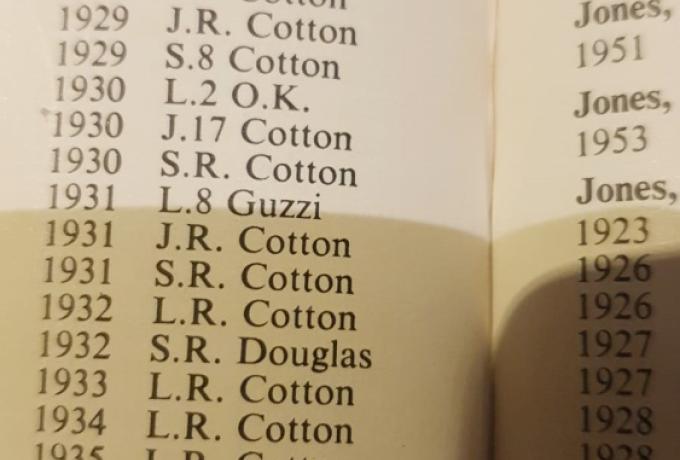 1929 J.R. Cotton
1929 S.8 Cotton
1930 L.2 O.K.
1930 J.17 Cotton
1930 S.R. Cotton
1931 L.8 Guzzi
1931 J.R. Cotton
1931 S.R. Cotton
1932 L.R. Cotton
1932 S.R. Douglas
1933 L.R. Cotton
1934 L.R. Cotton
1935
Jones,
1951
Jones,
1953
Jones,
1923
1926
1926
1927
1927
1928
1928